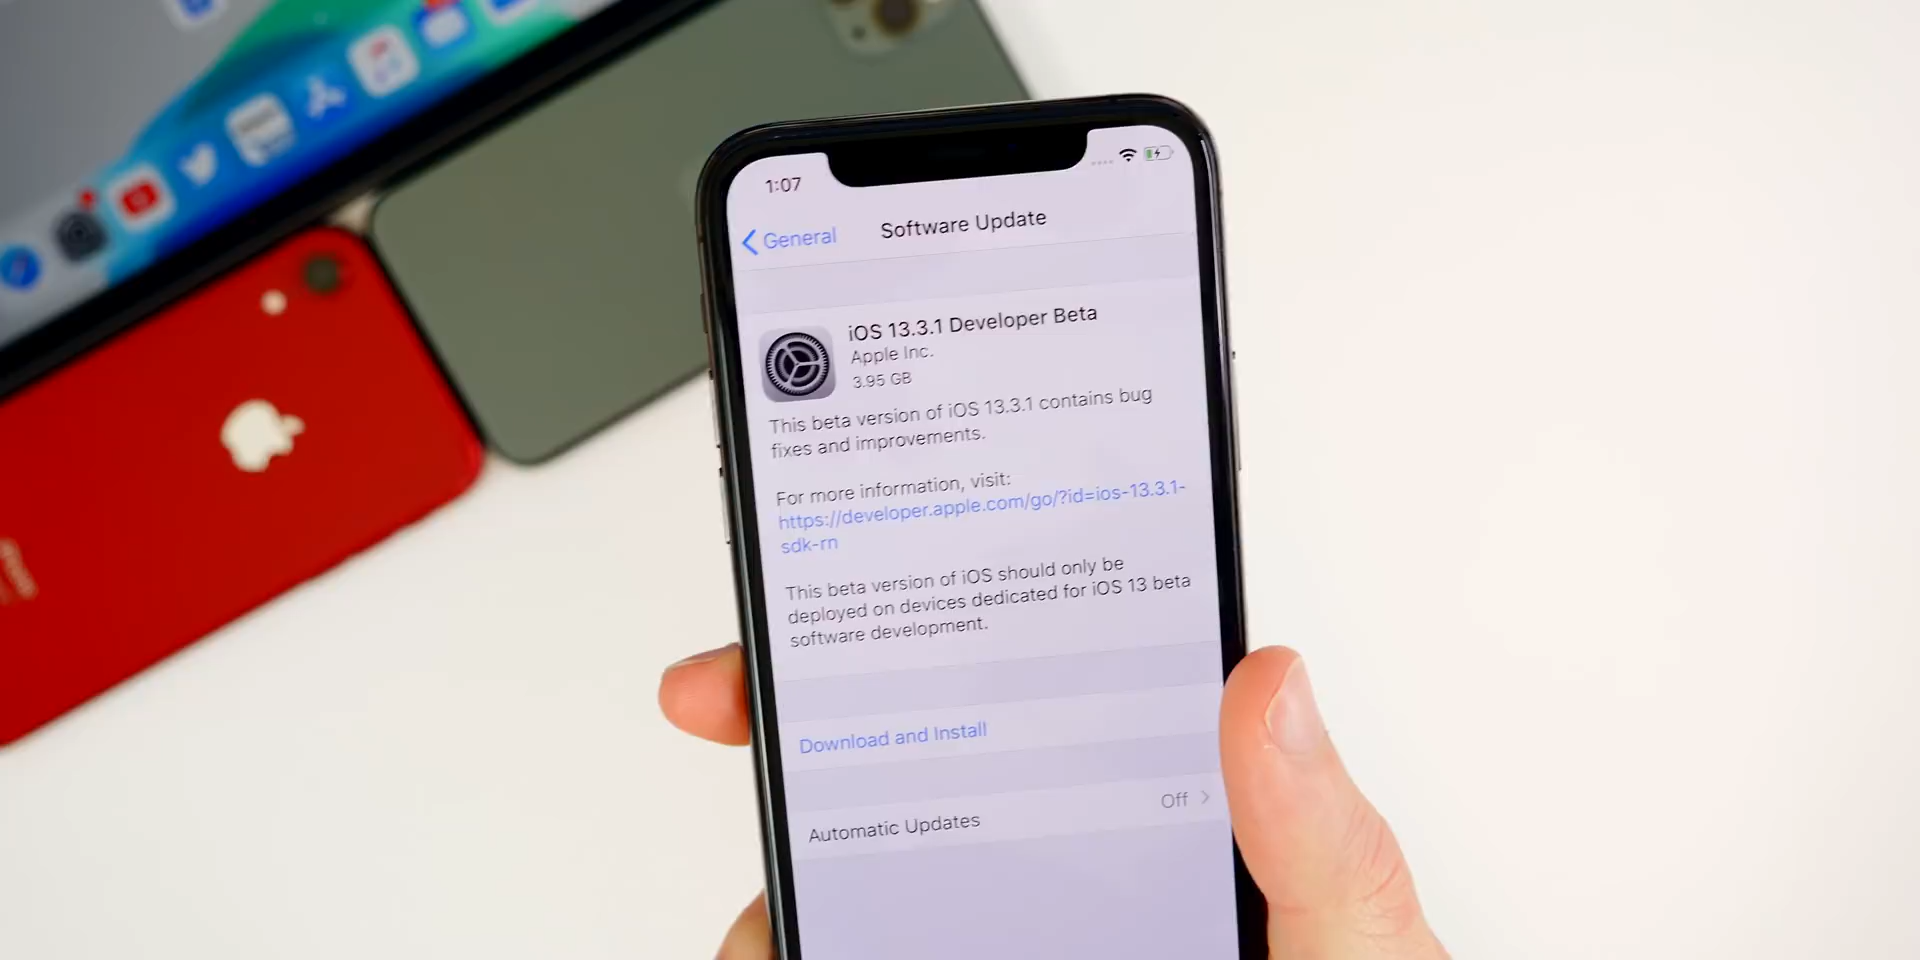 1:07
General
Software Update
iOS 13.3.1 Developer Beta
Apple Inc.
3.95 GB
This beta version of iOS 13.3.1 contains bug
fixes and improvements.
For more information, visit:
https://developer.apple.com/go/?id=ios-13.3.1-
sdk-rn
This beta version of iOS should only be
deployed on devices dedicated for iOS 13 beta
software development.
Download and Install
Automatic Updates
Off